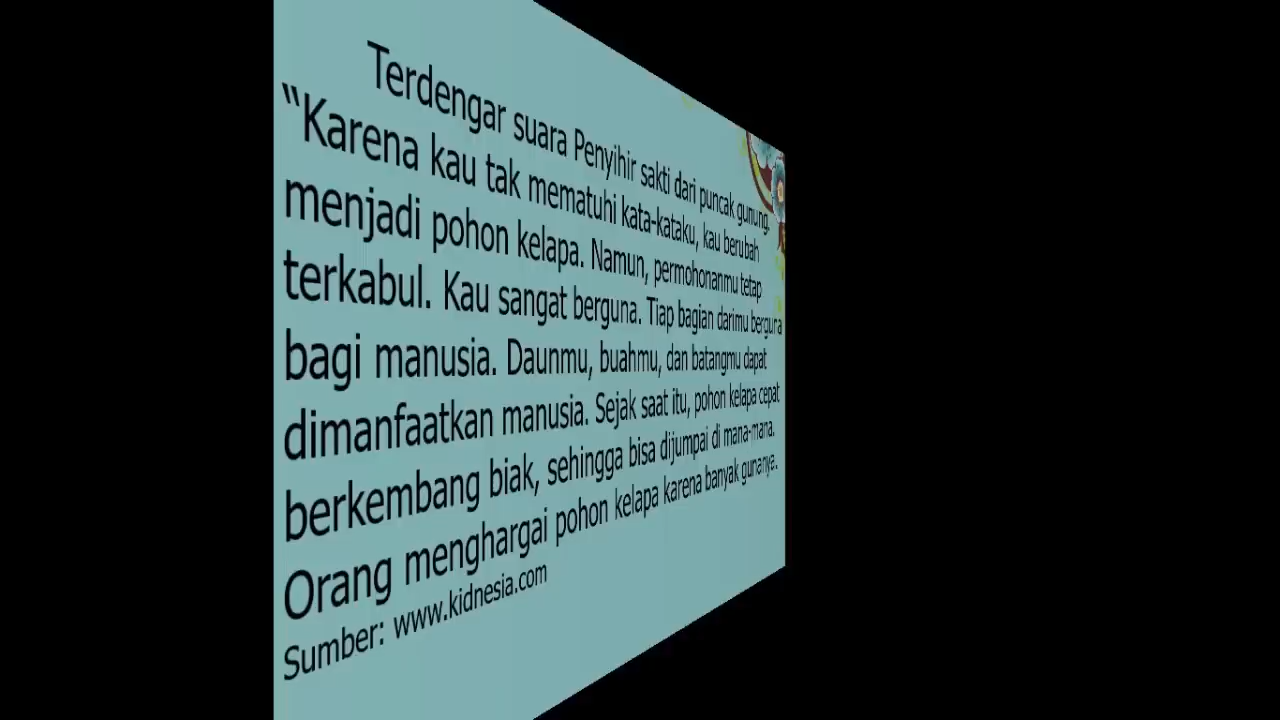 Terdengar suara Penyihir sakti dari puncak gunung.
“Karena kau tak mematuhi kata-kataku, kau berubah
menjadi pohon kelapa. Namun, permohonanmu tetap
terkabul. Kau sangat berguna. Tiap bagian darimu berguna
bagi manusia. Daunmu, buahmu, dan batangmu dapat
dimanfaatkan manusia. Sejak saat itu, pohon kelapa cepat
berkembang biak, sehingga bisa dijumpai di mana-mana.
Orang menghargai pohon kelapa karena banyak gunanya.
Sumber: www.kidnesia.com